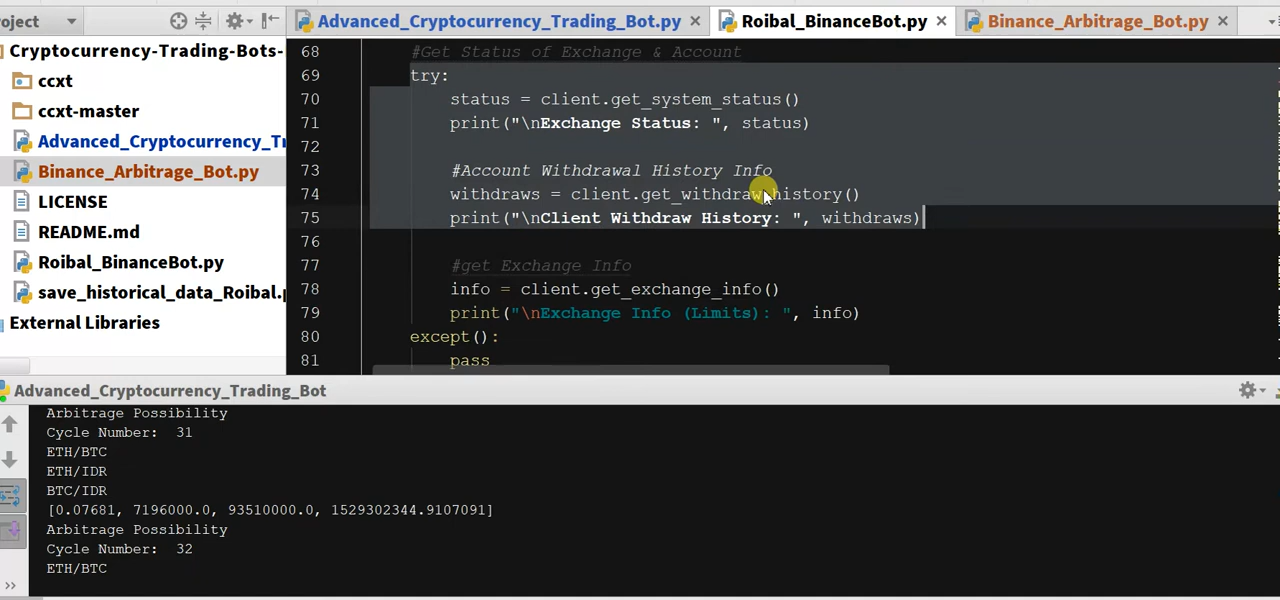 roject
Advanced_Cryptocurrency_Trading_Bot.py
Roibal_BinanceBot.py
Binance_Arbitrage_Bot.py
Cryptocurrency-Trading-Bots-
ccxt
ccxt-master
Advanced_Cryptocurrency_Tr
Binance_Arbitrage_Bot.py
LICENSE
README.md
Roibal_BinanceBot.py
save_historical_data_Roibal.p
External Libraries
68 #Get Status of Exchange & Account
69 try:
70 status = client.get_system_status()
71 print("\nExchange Status: ", status)
72
73 #Account Withdrawal History Info
74 withdraws = client.get_withdraw_history()
75 print("\nClient Withdraw History: ", withdraws)
76
77 #get Exchange Info
78 info = client.get_exchange_info()
79 print("\nExchange Info (Limits): ", info)
80 except():
81 pass
Advanced_Cryptocurrency_Trading_Bot
Arbitrage Possibility
Cycle Number:  31
ETH/BTC
ETH/IDR
BTC/IDR
[0.07681, 7196000.0, 93510000.0, 1529302344.9107091]
Arbitrage Possibility
Cycle Number:  32
ETH/BTC